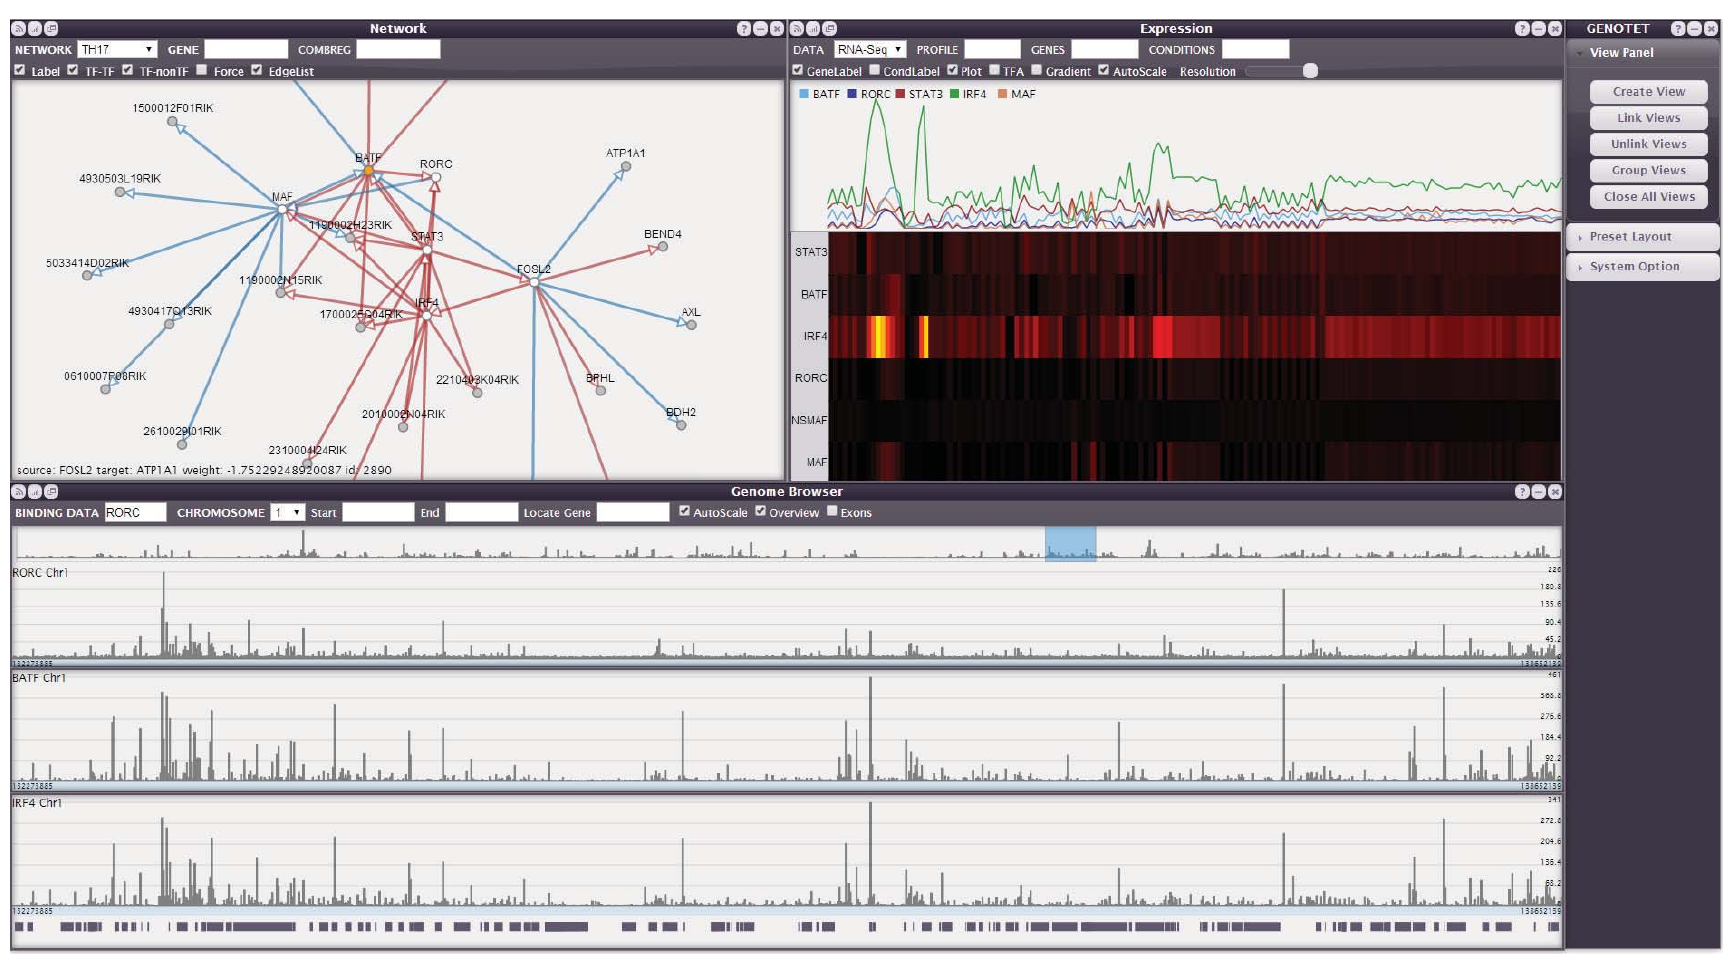 Network
NETWORK TH17 GENE COMBREG
Label TF-TF TF-nonTF Force EdgeList
1500012F01RIK
BATF
RORC
ATP1A1
4930503L19RIK
MAF
1190002H23RIK
STAT3
BEND4
5033414D02RIK
FOSL2
1190002N15RIK
IRF4
4930417O13RIK
1700025G04RIK
AXL
0610007P08RIK
2210403K04RIK
BPHL
2010002N04RIK
BDH2
2610029I01RIK
2310004I24RIK
source: FOSL2 target: ATP1A1 weight: -1.75229248920087 id: 2890
Expression
DATA RNA-Seq PROFILE GENES CONDITIONS
GeneLabel CondLabel Plot TFA Gradient AutoScale Resolution
BATF RORC STAT3 IRF4 MAF
STAT3
BATF
IRF4
RORC
NSMAF
MAF
GENOTET
View Panel
Create View
Link Views
Unlink Views
Group Views
Close All Views
Preset Layout
System Option
Genome Browser
BINDING DATA RORC CHROMOSOME 1 Start End Locate Gene AutoScale Overview Exons
RORC Chr1
226
180.8
135.6
90.4
45.2
0
132273885 138652139
BATF Chr1
461
368.8
276.6
184.4
92.2
0
132273885 138652139
IRF4 Chr1
341
272.8
204.6
136.4
68.2
0
132273885 138652139